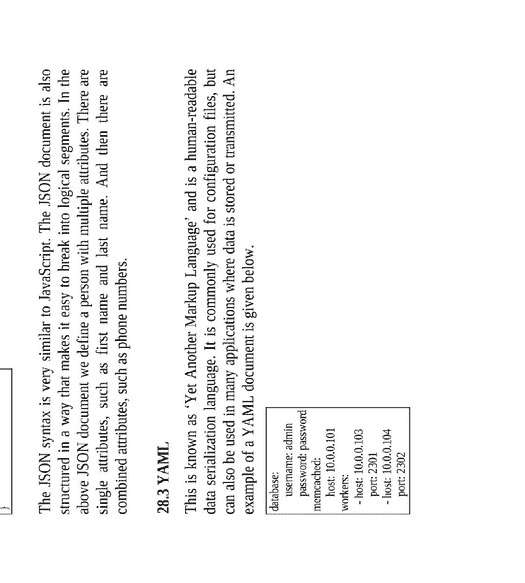 }
The JSON syntax is very similar to JavaScript. The JSON document is also
structured in a way that makes it easy to break into logical segments. In the
above JSON document we define a person with multiple attributes. There are
single attributes, such as first name and last name. And then there are
combined attributes, such as phone numbers.
28.3 YAML
This is known as 'Yet Another Markup Language' and is a human-readable
data serialization language. It is commonly used for configuration files, but
can also be used in many applications where data is stored or transmitted. An
example of a YAML document is given below.
database:
username: admin
password: password
memcached:
host: 10.0.0.101
workers:
- host: 10.0.0.103
port: 2301
- host: 10.0.0.104
port: 2302